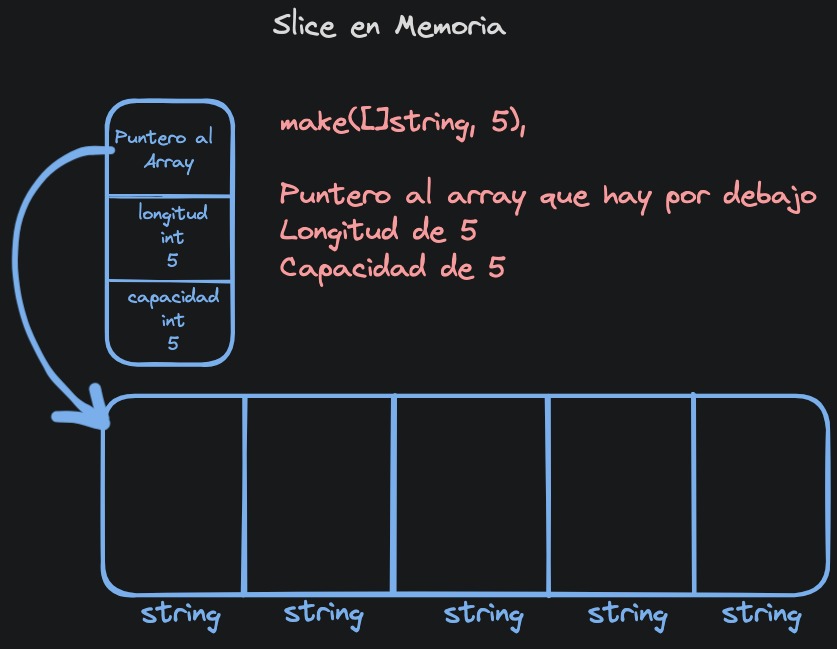 Slice en Memoria
Puntero al
Array
longitud
int
5
capacidad
int
5
make([]string, 5),
Puntero al array que hay por debajo
Longitud de 5
Capacidad de 5
string string string string string